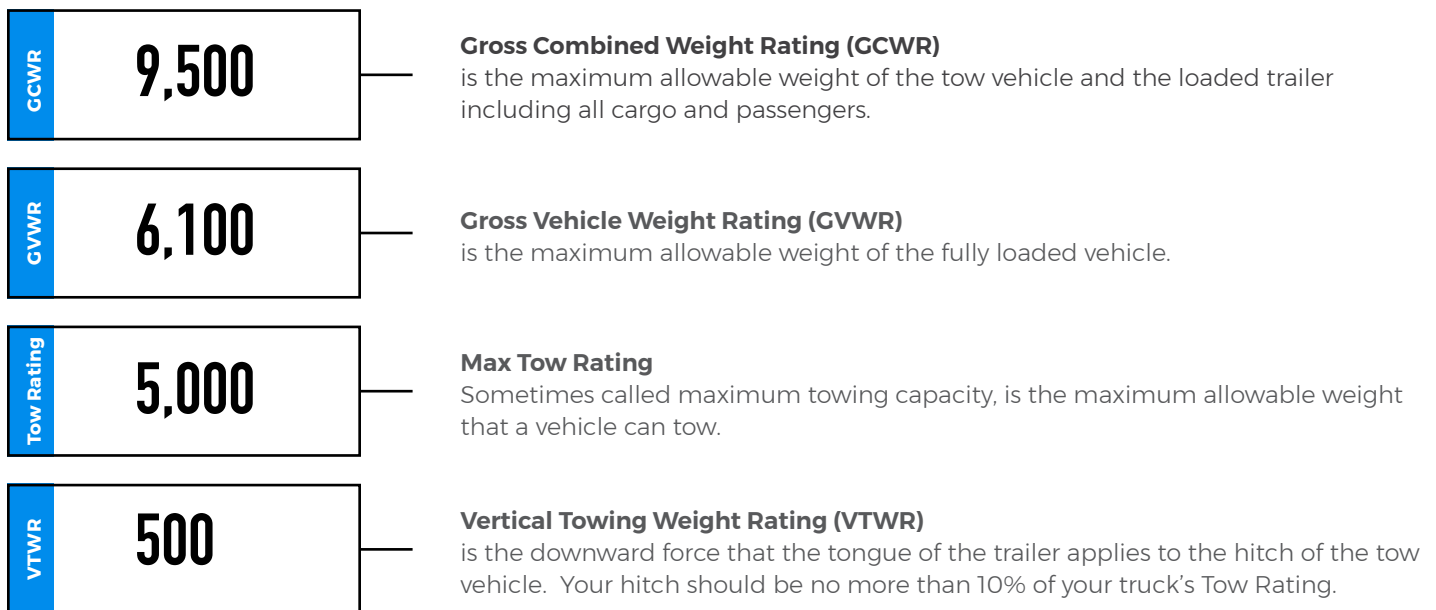 GCWR
9,500
Gross Combined Weight Rating (GCWR)
is the maximum allowable weight of the tow vehicle and the loaded trailer
including all cargo and passengers.
GVWR
6,100
Gross Vehicle Weight Rating (GVWR)
is the maximum allowable weight of the fully loaded vehicle.
Tow Rating
5,000
Max Tow Rating
Sometimes called maximum towing capacity, is the maximum allowable weight
that a vehicle can tow.
VTWR
500
Vertical Towing Weight Rating (VTWR)
is the downward force that the tongue of the trailer applies to the hitch of the tow
vehicle.  Your hitch should be no more than 10% of your truck's Tow Rating.